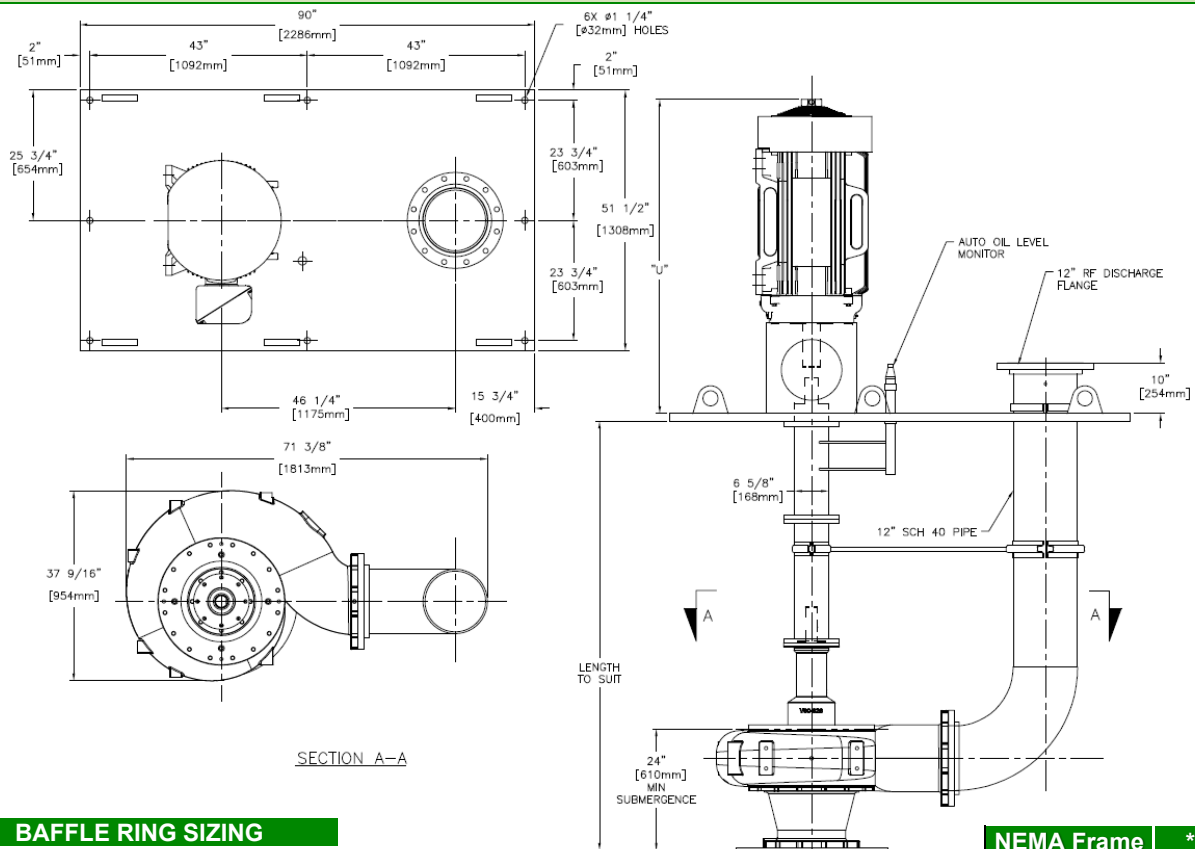 90"
[2286mm]
6X ø1 1/4"
[ø32mm] HOLES
2"
[51mm]
43"
[1092mm]
43"
[1092mm]
2"
[51mm]
25 3/4"
[654mm]
23 3/4"
[603mm]
51 1/2"
[1308mm]
23 3/4"
[603mm]
46 1/4"
[1175mm]
15 3/4"
[400mm]
"U"
AUTO OIL LEVEL
MONITOR
12" RF DISCHARGE
FLANGE
10"
[254mm]
71 3/8"
[1813mm]
6 5/8"
[168mm]
12" SCH 40 PIPE
37 9/16"
[954mm]
A
A
LENGTH
TO SUIT
SECTION A-A
24"
[610mm]
MIN
SUBMERGENCE
BAFFLE RING SIZING
NEMA Frame
*